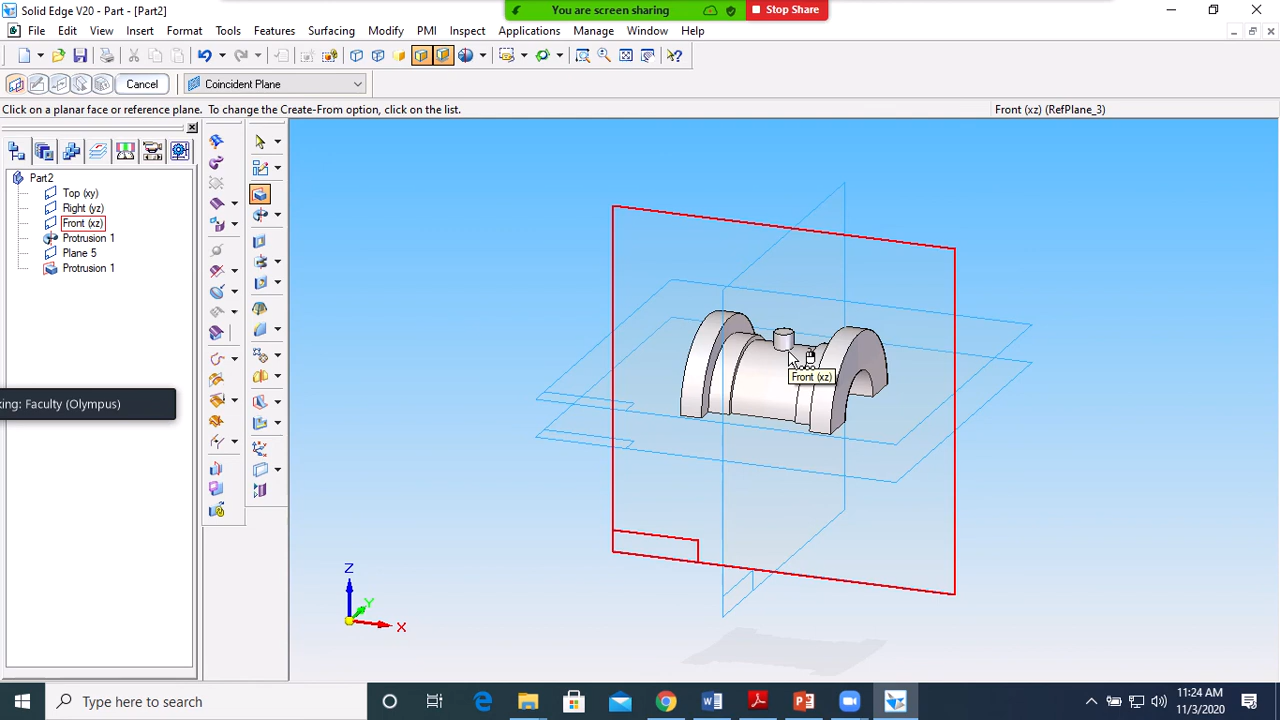 Solid Edge V20 - Part - [Part2]
You are screen sharing
Stop Share
File Edit View Insert Format Tools Features Surfacing Modify PMI Inspect Applications Manage Window Help
Cancel
Coincident Plane
Click on a planar face or reference plane. To change the Create-From option, click on the list.
Front (xz) (RefPlane_3)
Part2
Top (xy)
Right (yz)
Front (xz)
Protrusion 1
Plane 5
Protrusion 1
Front (xz)
king: Faculty (Olympus)
Z
Y
X
Type here to search
11:24 AM
11/3/2020